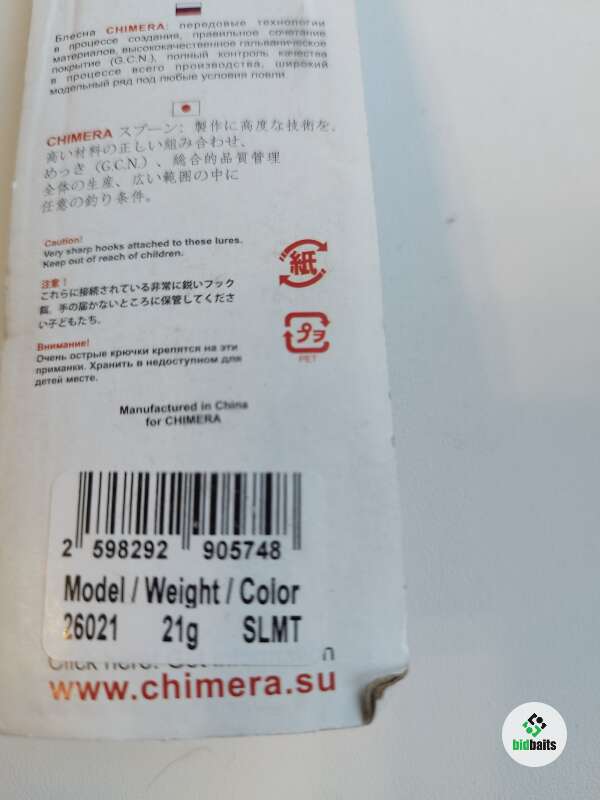 Блесна CHIMERA: передовые технологии
в процессе создания, правильное сочетание
материалов, высококачественное гальваническое
покрытие (G.C.N.), полный контроль качества
в процессе всего производства, широкий
модельный ряд под любые условия ловли.
CHIMERA スプーン: 製作に高度な技術を、
高い材料の正しい組み合わせ、
めっき (G.C.N.) 、統合的品質管理
全体の生産、広い範囲の中に
任意の釣り条件。
Caution!
Very sharp hooks attached to these lures.
Keep out of reach of children.
注意!
これらに接続されている非常に鋭いフック
餌。手の届かないところに保管してくださ
い子どもたち。
Внимание!
Очень острые крючки крепятся на эти
приманки. Хранить в недоступном для
детей месте.
紙
プラ
PET
Manufactured in China
for CHIMERA
2 598292 905748
Model / Weight / Color
26021 21g SLMT
Click here!
www.chimera.su
bidbaits